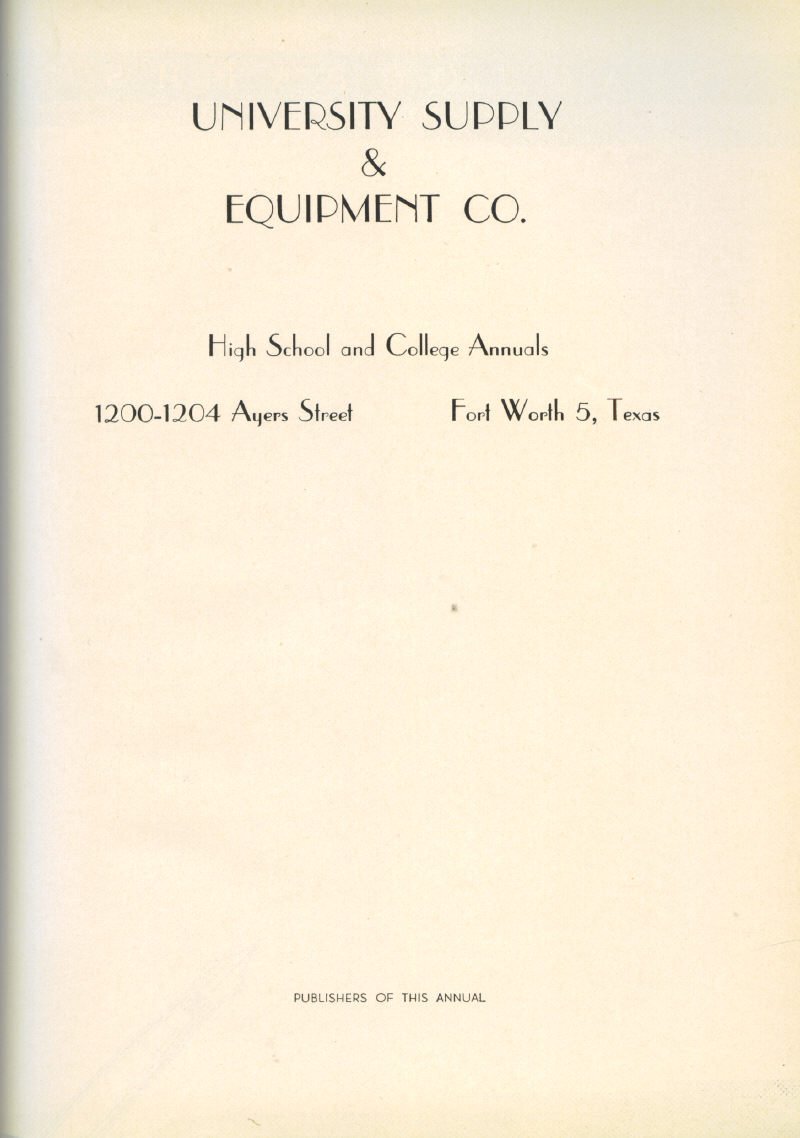 UNIVERSITY SUPPLY
&
EQUIPMENT CO.
High School and College Annuals
1200-1204 Ayers Street Fort Worth 5, Texas
PUBLISHERS OF THIS ANNUAL